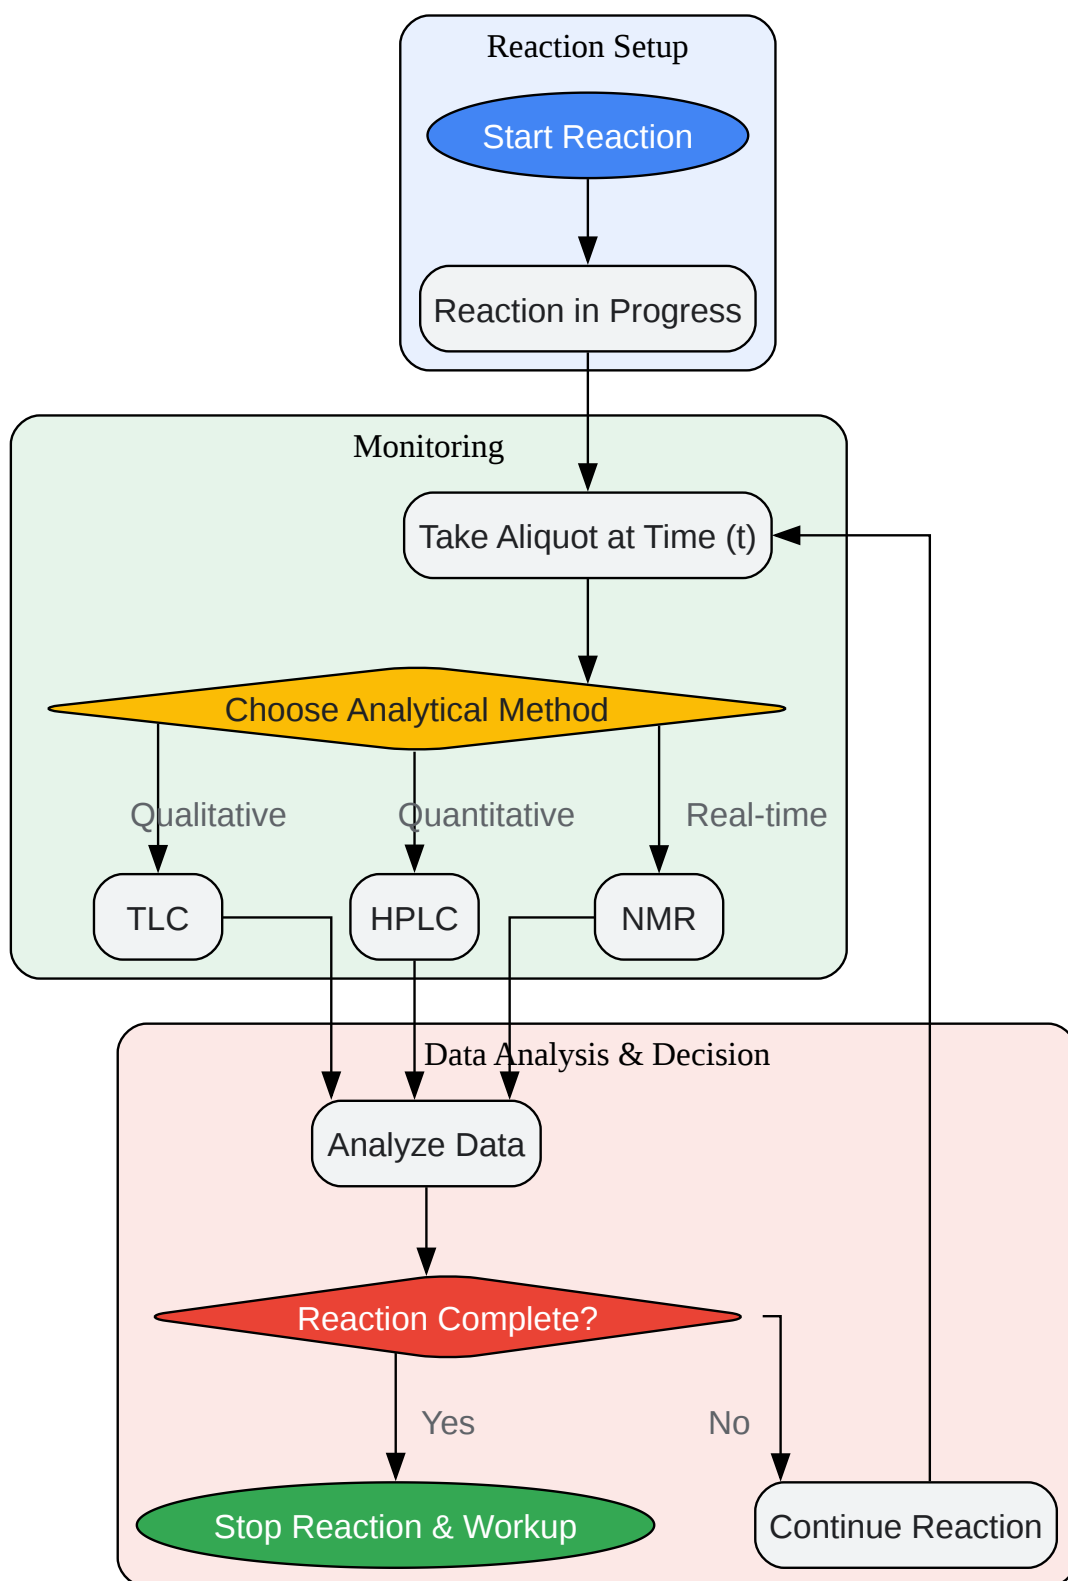 Reaction Setup
Start Reaction
Reaction in Progress
Monitoring
Take Aliquot at Time (t)
Choose Analytical Method
Qualitative
Quantitative
Real-time
TLC
HPLC
NMR
Data Analysis & Decision
Analyze Data
Reaction Complete?
Yes
No
Stop Reaction & Workup
Continue Reaction